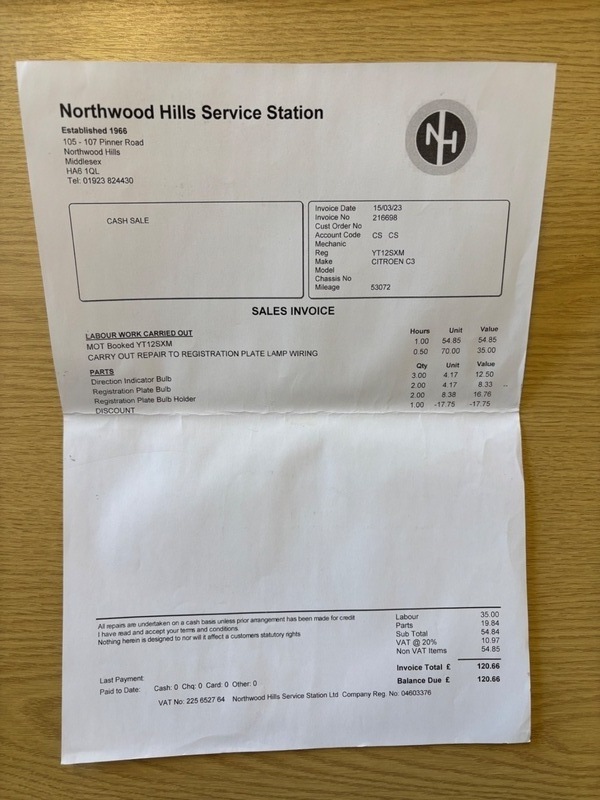 Northwood Hills Service Station
Established 1966
105 - 107 Pinner Road
Northwood Hills
Middlesex
HA6 1QL
Tel: 01923 824430
NH
CASH SALE
Invoice Date 15/03/23
Invoice No 216698
Cust Order No
Account Code CS CS
Mechanic
Reg YT12SXM
Make CITROEN C3
Model
Chassis No
Mileage 53072
SALES INVOICE
LABOUR WORK CARRIED OUT Hours Unit Value
MOT Booked YT12SXM 1.00 54.85 54.85
CARRY OUT REPAIR TO REGISTRATION PLATE LAMP WIRING 0.50 70.00 35.00
PARTS Qty Unit Value
Direction Indicator Bulb 3.00 4.17 12.50
Registration Plate Bulb 2.00 4.17 8.33
Registration Plate Bulb Holder 2.00 8.38 16.76
DISCOUNT 1.00 -17.75 -17.75
All repairs are undertaken on a cash basis unless prior arrangement has been made for credit
I have read and accept your terms and conditions.
Nothing herein is designed to nor will it effect a customers statutory rights
Labour 35.00
Parts 19.84
Sub Total 54.84
VAT @ 20% 10.97
Non VAT Items 54.85
Invoice Total £ 120.66
Balance Due £ 120.66
Last Payment:
Paid to Date: Cash: 0 Chq: 0 Card: 0 Other: 0
VAT No: 225 6527 64 Northwood Hills Service Station Ltd Company Reg. No: 04603376